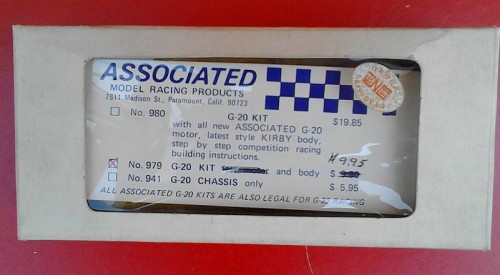 ASSOCIATED
MODEL RACING PRODUCTS
7811 Madison St., Paramount, Calif. 90723
G-20 KIT
No. 980 $19.85
with all new ASSOCIATED G-20
motor, latest style KIRBY body,
step by step competition racing
building instructions.
9.95
No. 979 G-20 KIT and body $
No. 941 G-20 CHASSIS only $ 5.95
ALL ASSOCIATED G-20 KITS ARE ALSO LEGAL FOR G-22 RACING